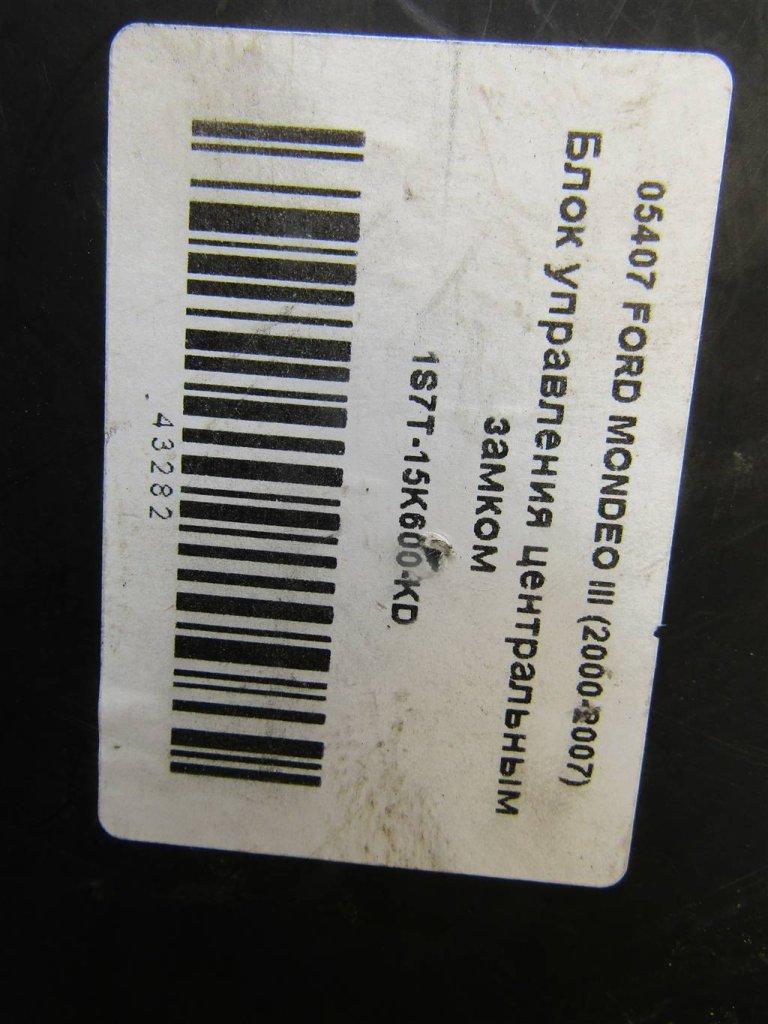 05407 FORD MONDEO III (2000-2007)
Блок управления центральным
замком
1S7T-15K600-KD
43282